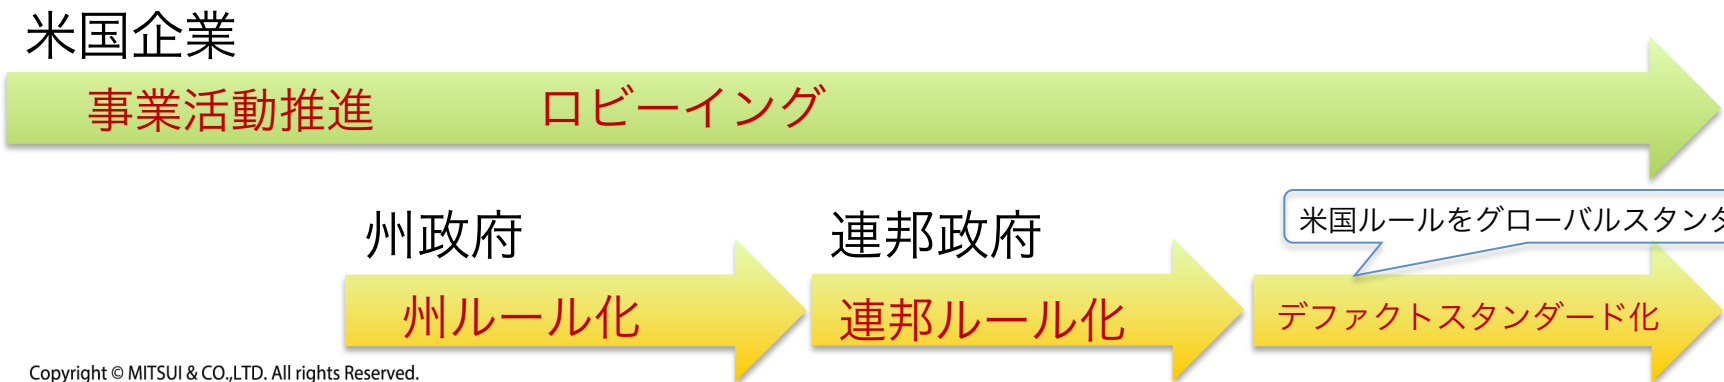 米国企業
事業活動推進
ロビーイング
州政府
連邦政府
米国ルールをグローバルスタンダ
州ルール化
連邦ルール化
デファクトスタンダード化
Copyright © MITSUI & CO.,LTD. All rights Reserved.